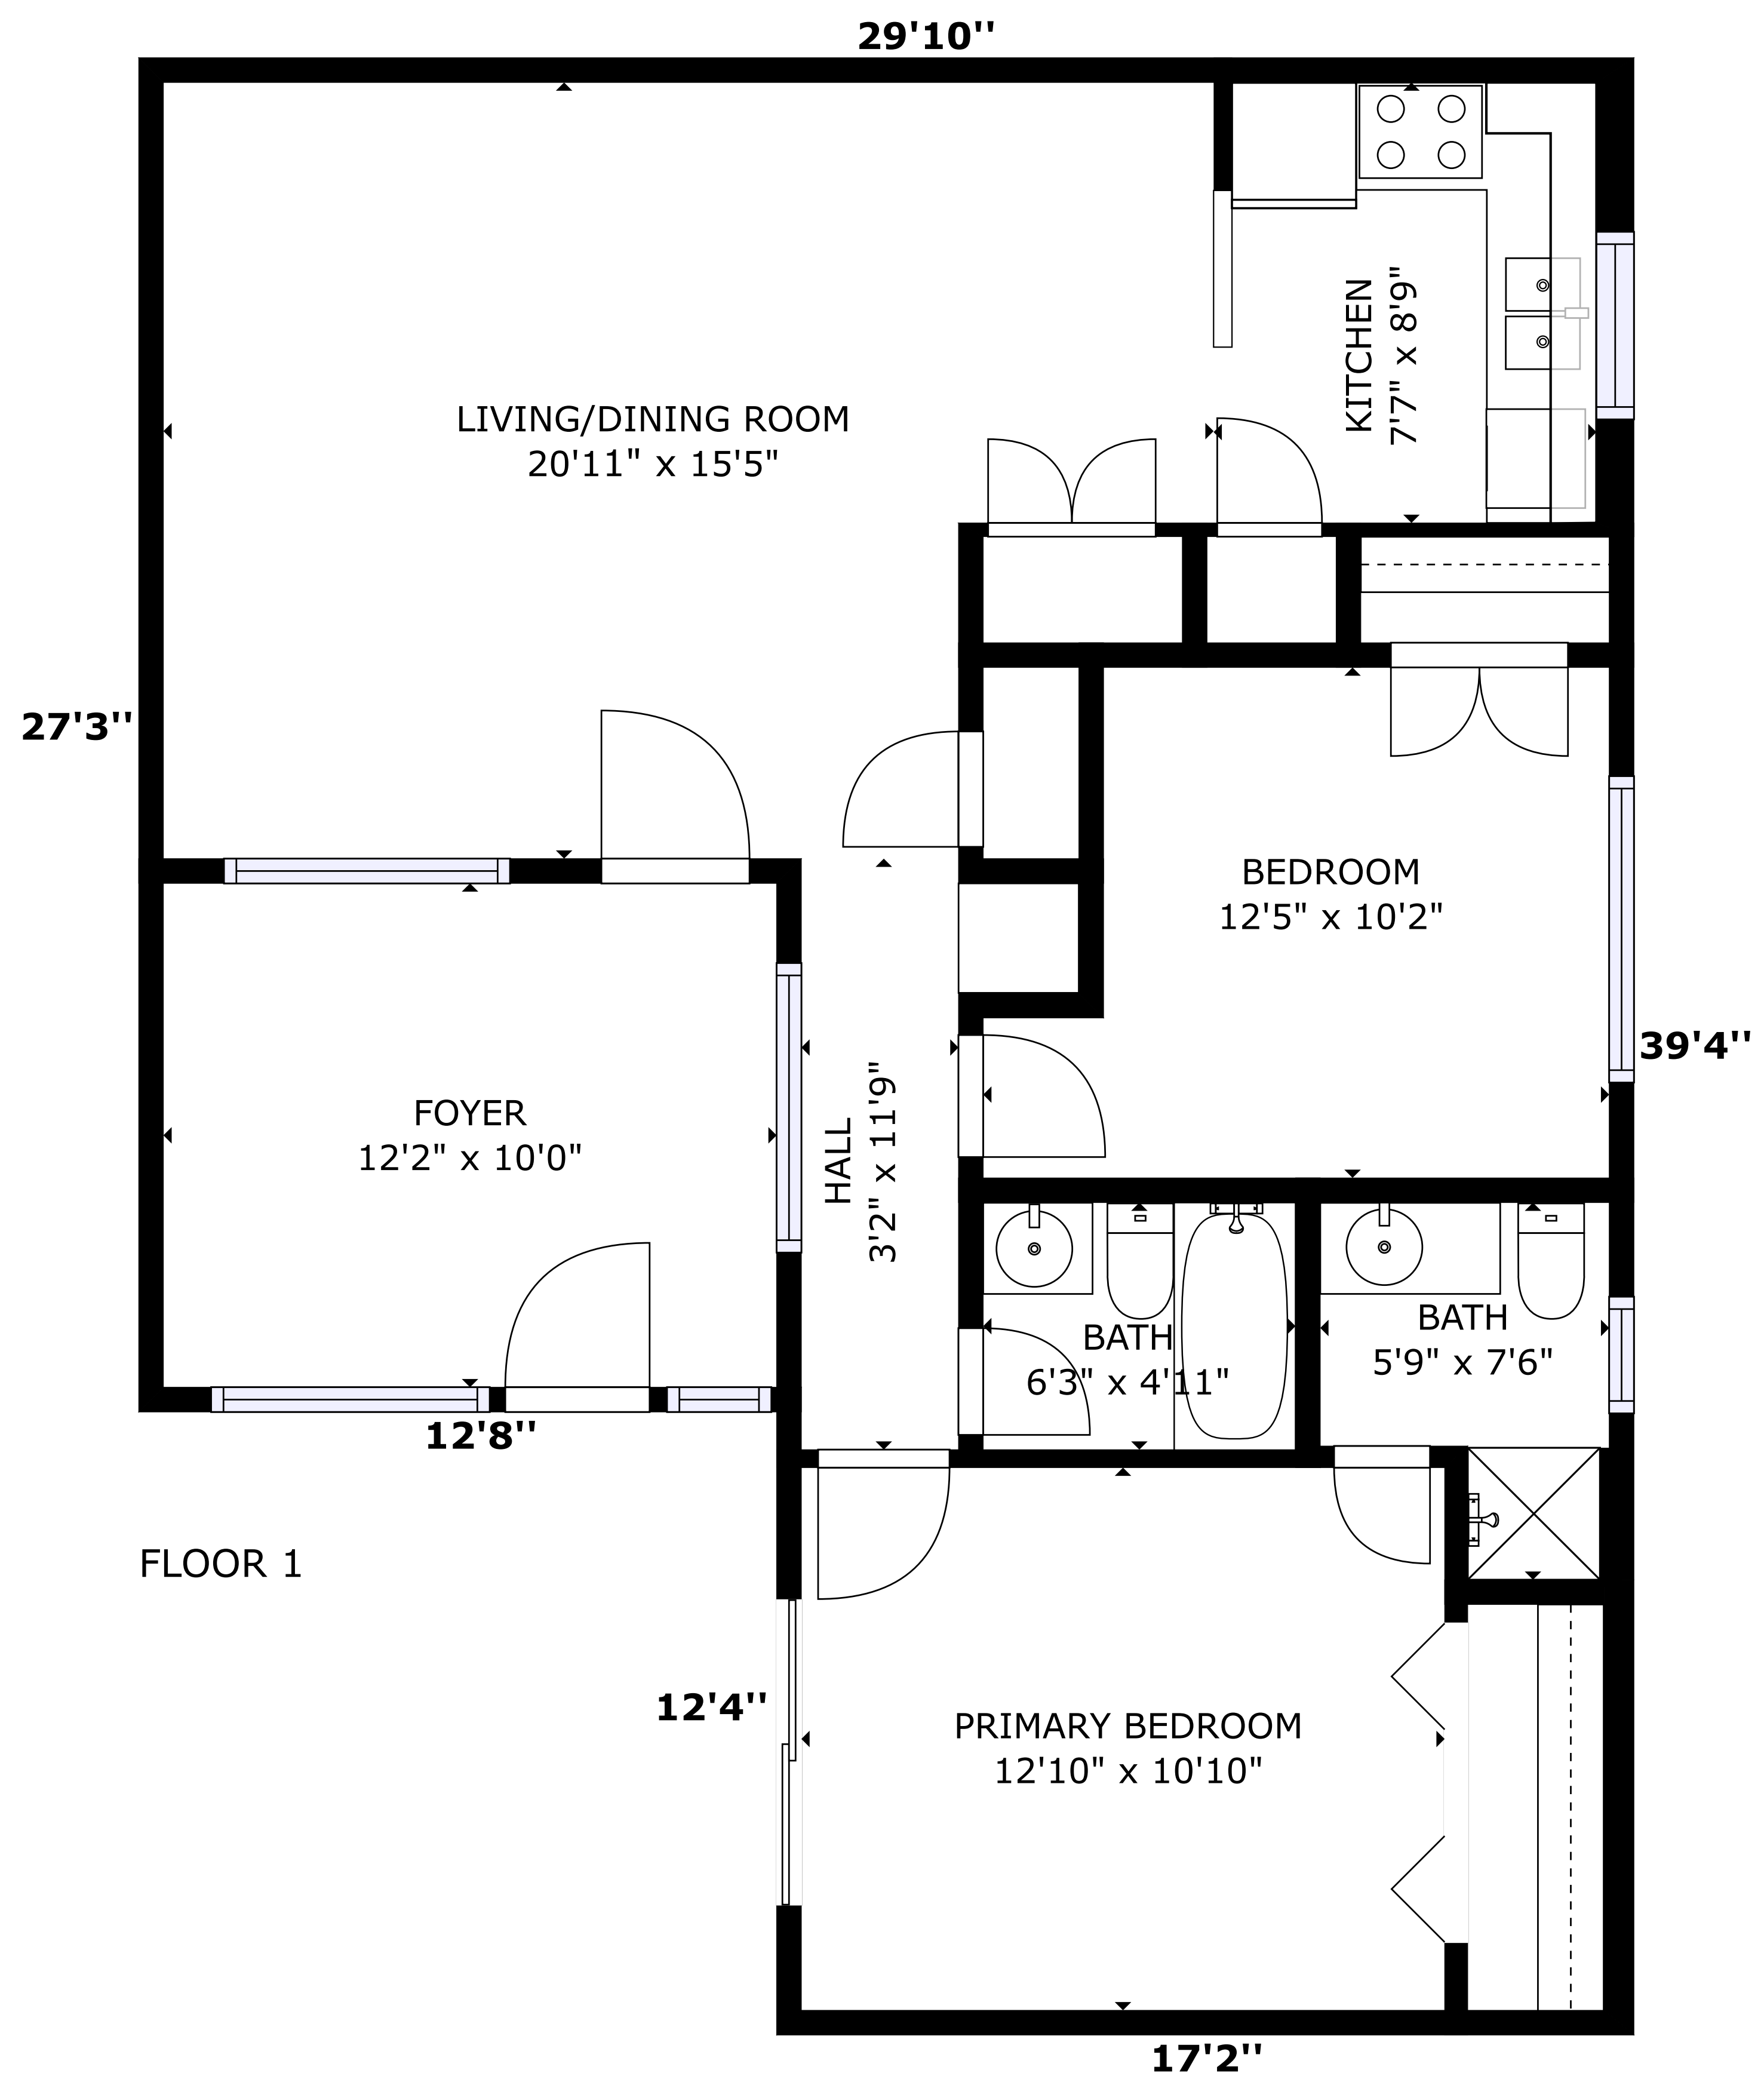 29'10''
KITCHEN
7'7" x 8'9"
LIVING/DINING ROOM
20'11" x 15'5"
27'3''
BEDROOM
12'5" x 10'2"
39'4''
FOYER
12'2" x 10'0"
HALL
3'2" x 11'9"
BATH
6'3" x 4'11"
BATH
5'9" x 7'6"
12'8''
FLOOR 1
12'4''
PRIMARY BEDROOM
12'10" x 10'10"
17'2''